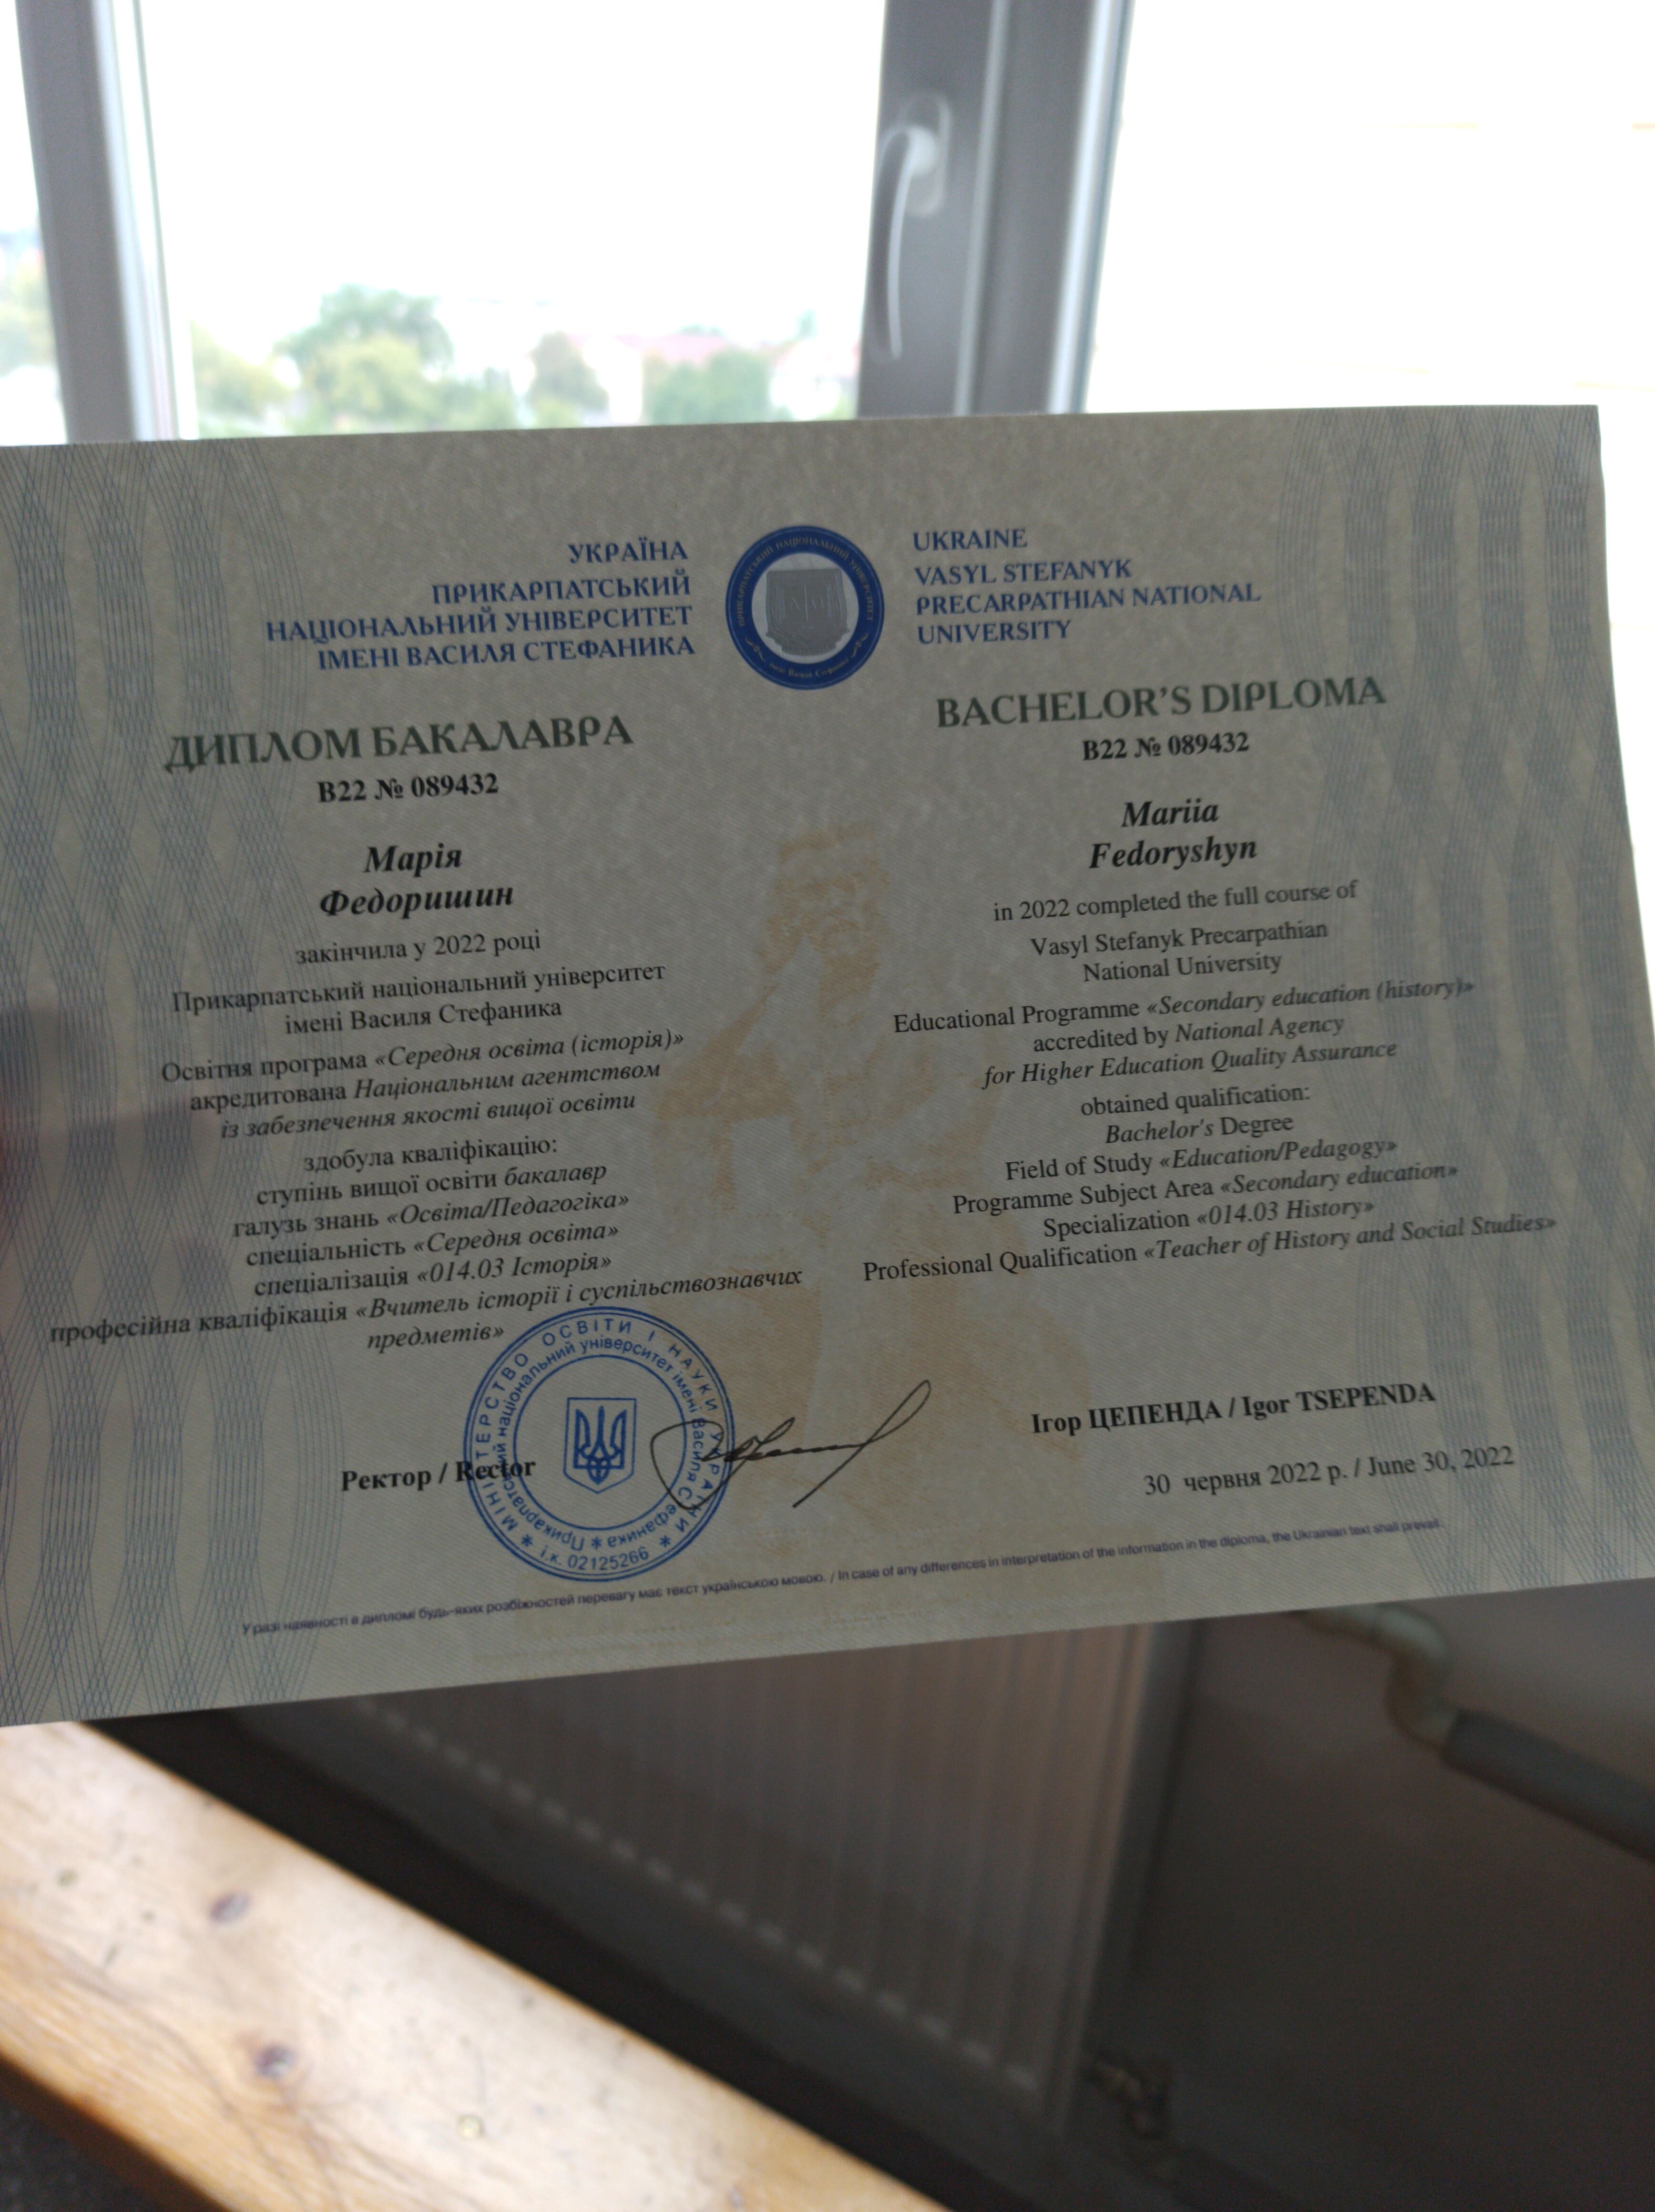 УКРАЇНА
ПРИКАРПАТСЬКИЙ
НАЦІОНАЛЬНИЙ УНІВЕРСИТЕТ
ІМЕНІ ВАСИЛЯ СТЕФАНИКА
ДИПЛОМ БАКАЛАВРА
B22 № 089432
Марія
Федоришин
закінчила у 2022 році
Прикарпатський національний університет
імені Василя Стефаника
Освітня програма «Середня освіта (історія)»
акредитована Національним агентством
із забезпечення якості вищої освіти
здобула кваліфікацію:
ступінь вищої освіти бакалавр
галузь знань «Освіта/Педагогіка»
спеціальність «Середня освіта»
спеціалізація «014.03 Історія»
професійна кваліфікація «Вчитель історії і суспільствознавчих
предметів»
UKRAINE
VASYL STEFANYK
PRECARPATHIAN NATIONAL
UNIVERSITY
BACHELOR'S DIPLOMA
B22 № 089432
Mariia
Fedoryshyn
in 2022 completed the full course of
Vasyl Stefanyk Precarpathian
National University
Educational Programme «Secondary education (history)»
accredited by National Agency
for Higher Education Quality Assurance
obtained qualification:
Bachelor's Degree
Field of Study «Education/Pedagogy»
Programme Subject Area «Secondary education»
Specialization «014.03 History»
Professional Qualification «Teacher of History and Social Studies»
Ректор / Rector
МІНІСТЕРСТВО ОСВІТИ І НАУКИ УКРАЇНИ
Прикарпатський національний університет імені Василя Стефаника
і.к. 02125266
Ігор ЦЕПЕНДА / Igor TSEPENDA
30 червня 2022 р. / June 30, 2022
У разі наявності в дипломі будь-яких розбіжностей перевагу має текст українською мовою. / In case of any differences in interpretation of the information in the diploma, the Ukrainian text shall prevail.